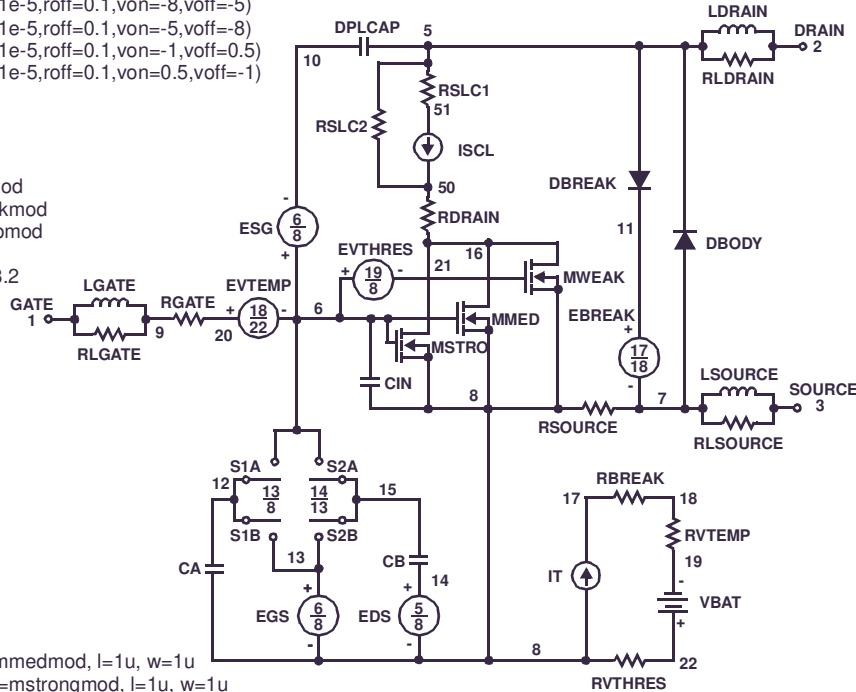 1e-5,roff=0.1,von=-8,voff=-5)
1e-5,roff=0.1,von=-5,voff=-8)
1e-5,roff=0.1,von=-1,voff=0.5)
1e-5,roff=0.1,von=0.5,voff=-1)
LDRAIN
DPLCAP 5 DRAIN
10 2
RLDRAIN
RSLC1
51
RSLC2
ISCL
od
kmod
omod
50
DBREAK
RDRAIN
ESG 6/8
11
DBODY
EVTHRES 16
+ 19/8 -
21
MWEAK
LGATE EVTEMP
GATE RGATE
1
+ 18/22 -
6
EBREAK
MMED
9 20
RLGATE
MSTRO
17/18
CIN
LSOURCE
8 7 SOURCE
3
RSOURCE
RLSOURCE
S1A S2A
12 13/8 14/13 15
S1B S2B
RBREAK
17 18
RVTEMP
13
CA CB
19
14
IT
VBAT
EGS 6/8 EDS 5/8
8
22
RVTHRES
mmedmod, l=1u, w=1u
=mstrongmod, l=1u, w=1u